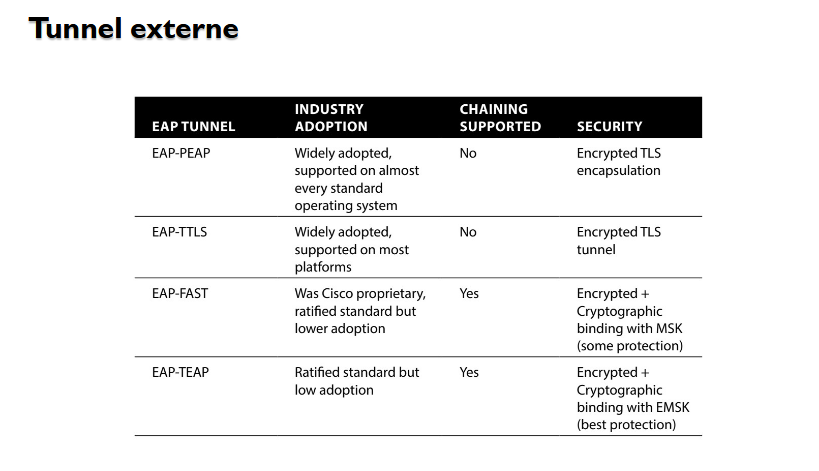 Tunnel externe
EAP TUNNEL
INDUSTRY
ADOPTION
CHAINING
SUPPORTED
SECURITY
EAP-PEAP
Widely adopted,
supported on almost
every standard
operating system
No
Encrypted TLS
encapsulation
EAP-TTLS
Widely adopted,
supported on most
platforms
No
Encrypted TLS
tunnel
EAP-FAST
Was Cisco proprietary,
ratified standard but
lower adoption
Yes
Encrypted +
Cryptographic
binding with MSK
(some protection)
EAP-TEAP
Ratified standard but
low adoption
Yes
Encrypted +
Cryptographic
binding with EMSK
(best protection)